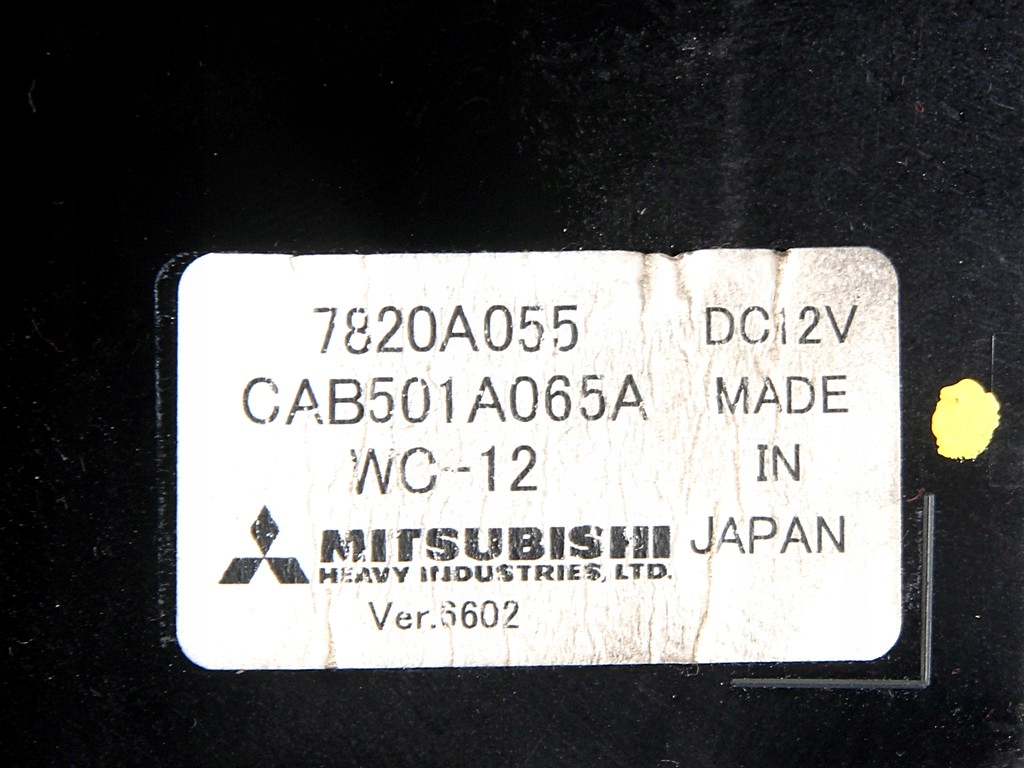 7820A055 DC12V
CAB501A065A MADE
WC-12 IN
MITSUBISHI JAPAN
HEAVY INDUSTRIES, LTD.
Ver.6602